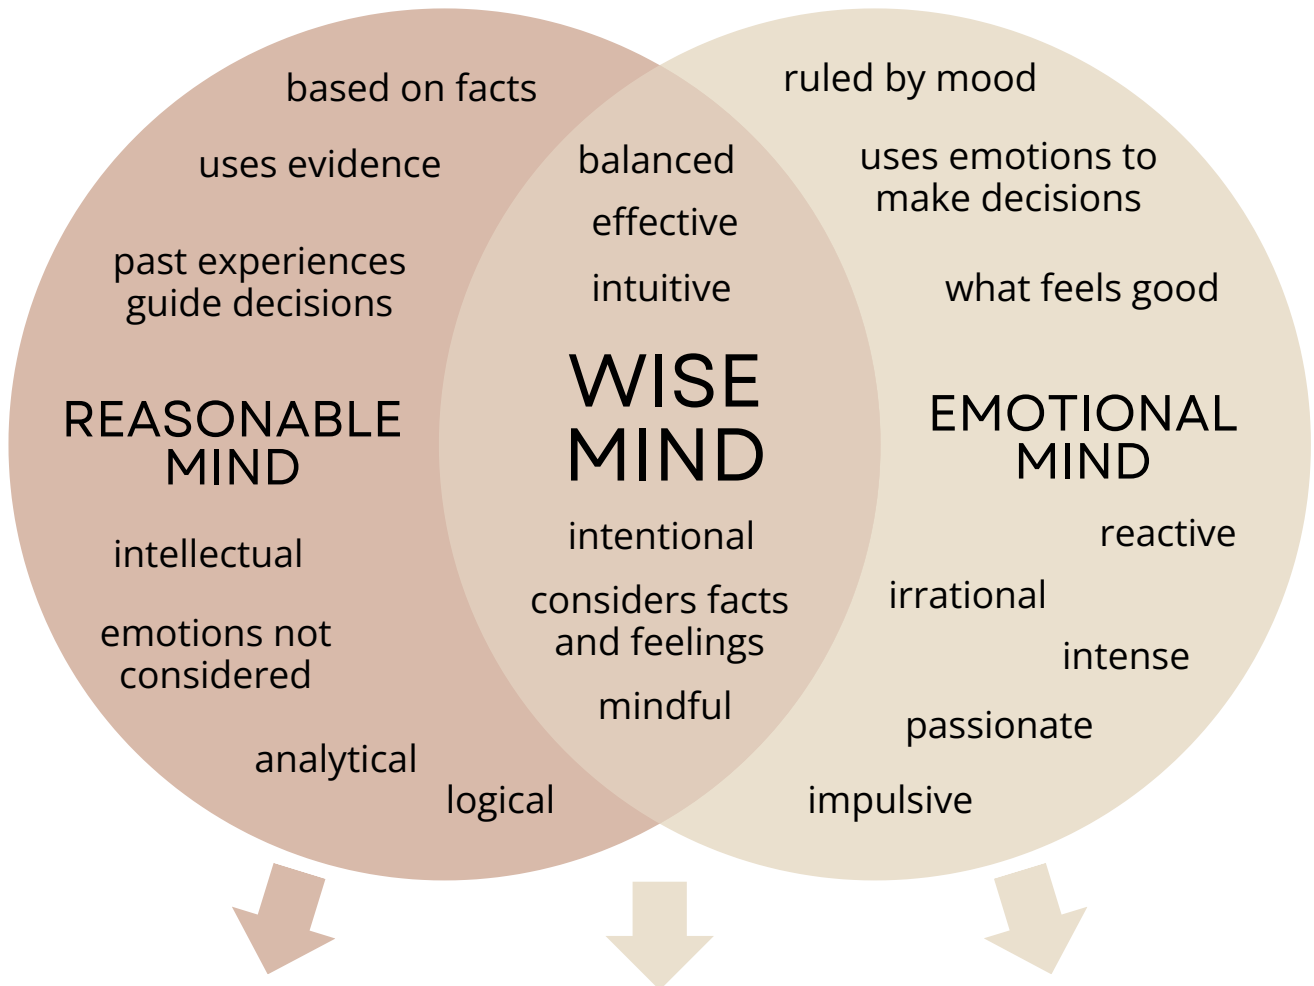 based on facts
uses evidence
past experiences
guide decisions
REASONABLE
MIND
intellectual
emotions not
considered
analytical
logical
balanced
effective
intuitive
WISE
MIND
intentional
considers facts
and feelings
mindful
ruled by mood
uses emotions to
make decisions
what feels good
EMOTIONAL
MIND
reactive
irrational
intense
passionate
impulsive